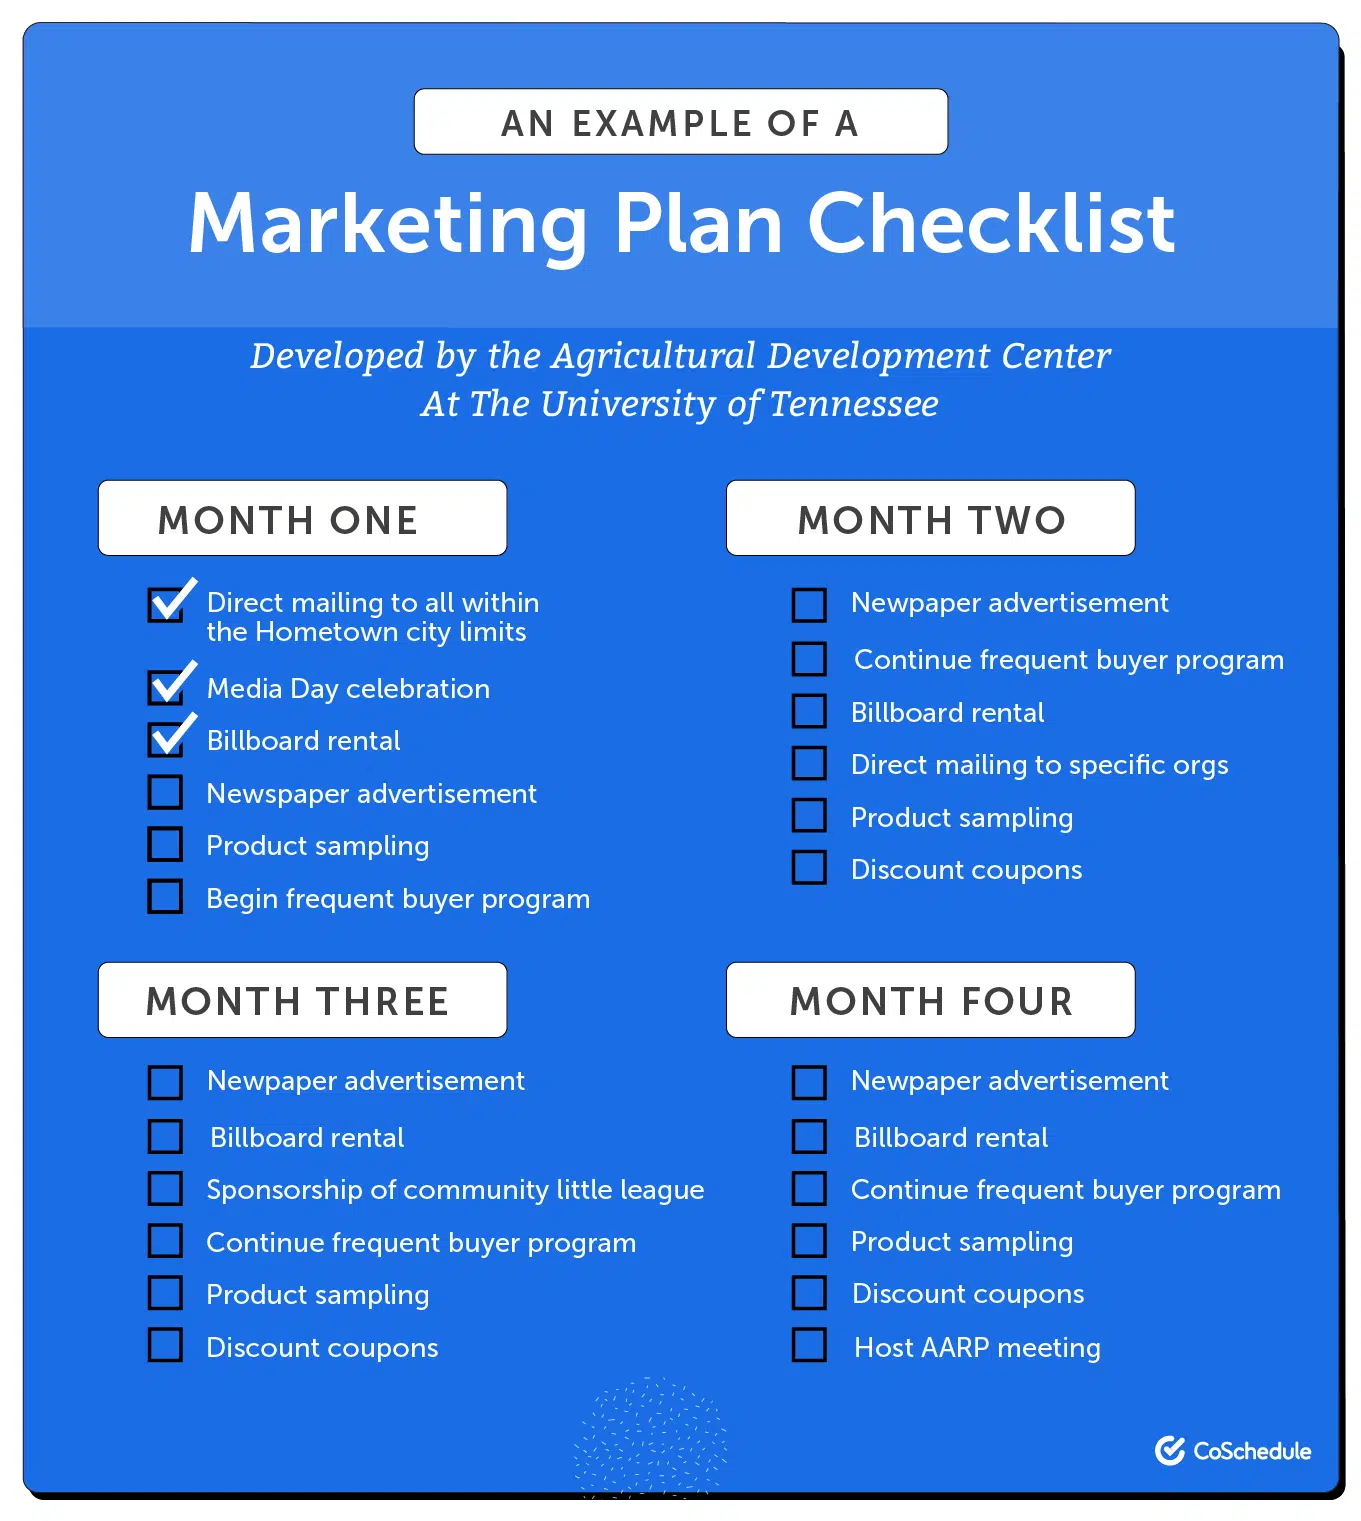 AN EXAMPLE OF A
Marketing Plan Checklist
Developed by the Agricultural Development Center
At The University of Tennessee
MONTH ONE
Direct mailing to all within
the Hometown city limits
Media Day celebration
Billboard rental
Newspaper advertisement
Product sampling
Begin frequent buyer program
MONTH TWO
Newpaper advertisement
Continue frequent buyer program
Billboard rental
Direct mailing to specific orgs
Product sampling
Discount coupons
MONTH THREE
Newpaper advertisement
Billboard rental
Sponsorship of community little league
Continue frequent buyer program
Product sampling
Discount coupons
MONTH FOUR
Newpaper advertisement
Billboard rental
Continue frequent buyer program
Product sampling
Discount coupons
Host AARP meeting
CoSchedule